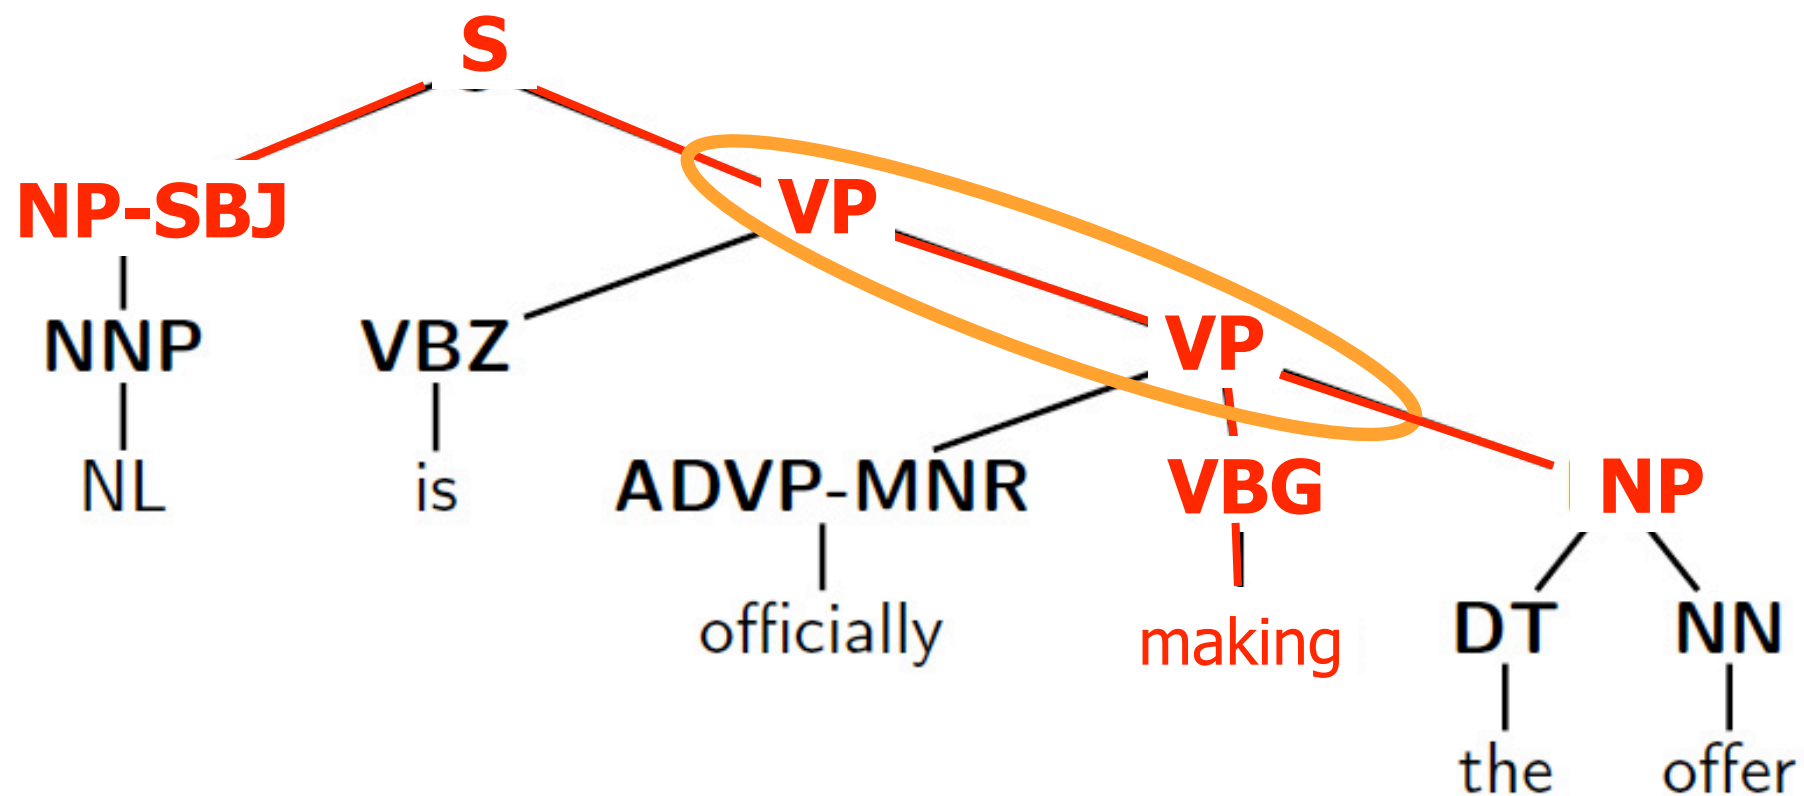 S
NP-SBJ VP
NNP VBZ VP
NL is ADVP-MNR VBG NP
officially making DT NN
the offer